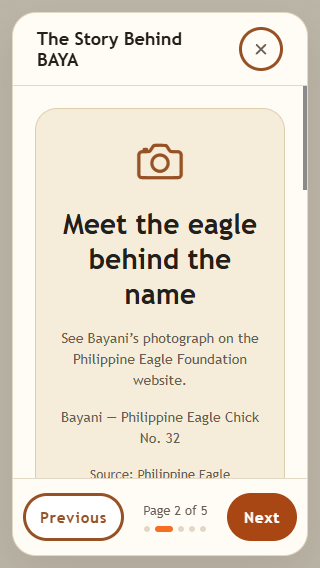 The Story Behind
BAYA
Meet the eagle
behind the
name
See Bayani’s photograph on the
Philippine Eagle Foundation
website.
Bayani — Philippine Eagle Chick
No. 32
Source: Philippine Eagle
Previous
Page 2 of 5
Next